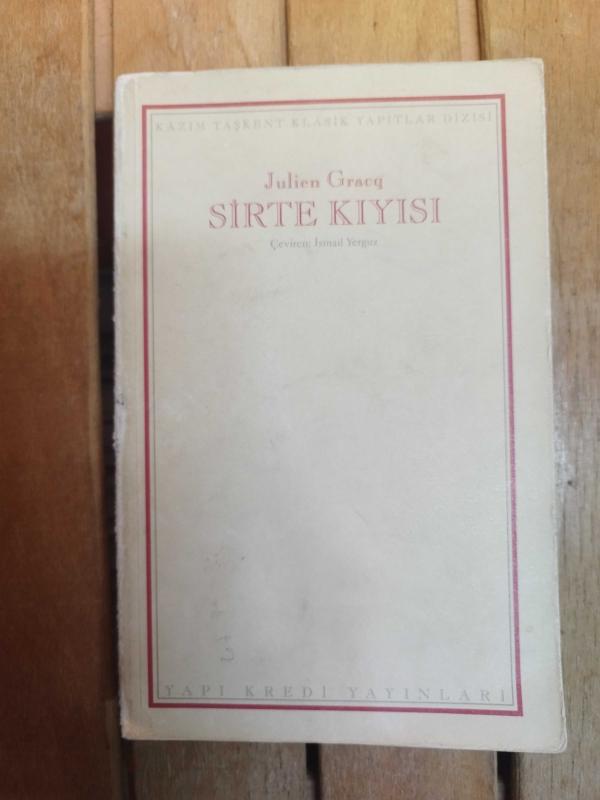 KAZIM TAŞKENT KLASİK YAPITLAR DİZİSİ
Julien Gracq
SİRTE KIYISI
Çeviren: İsmail Yerguz
YAPI KREDİ YAYINLARI